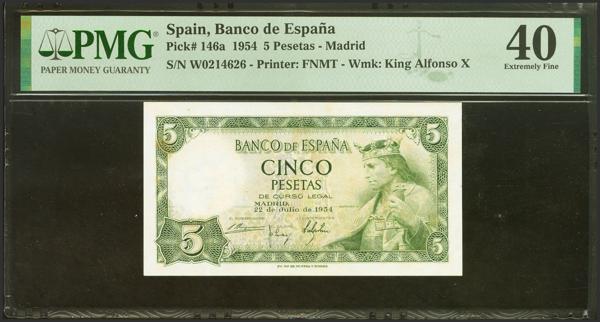 PMG
PAPER MONEY GUARANTY
Spain, Banco de España
Pick# 146a 1954 5 Pesetas - Madrid
S/N W0214626 - Printer: FNMT - Wmk: King Alfonso X
40
Extremely Fine
5
5
BANCO DE ESPAÑA
CINCO
PESETAS
DE CURSO LEGAL
MADRID,
22 de Julio de 1954
5
5